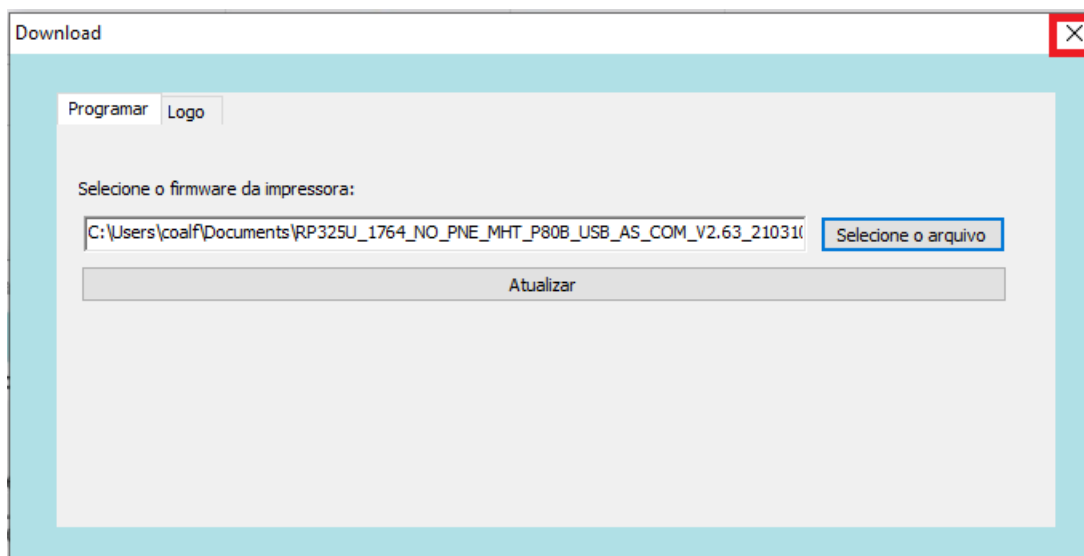 Download
Programar Logo
Selecione o firmware da impressora:
C:\Users\coalf\Documents\RP325U_1764_NO_PNE_MHT_P80B_USB_AS_COM_V2.63_21031 Selecione o arquivo
Atualizar